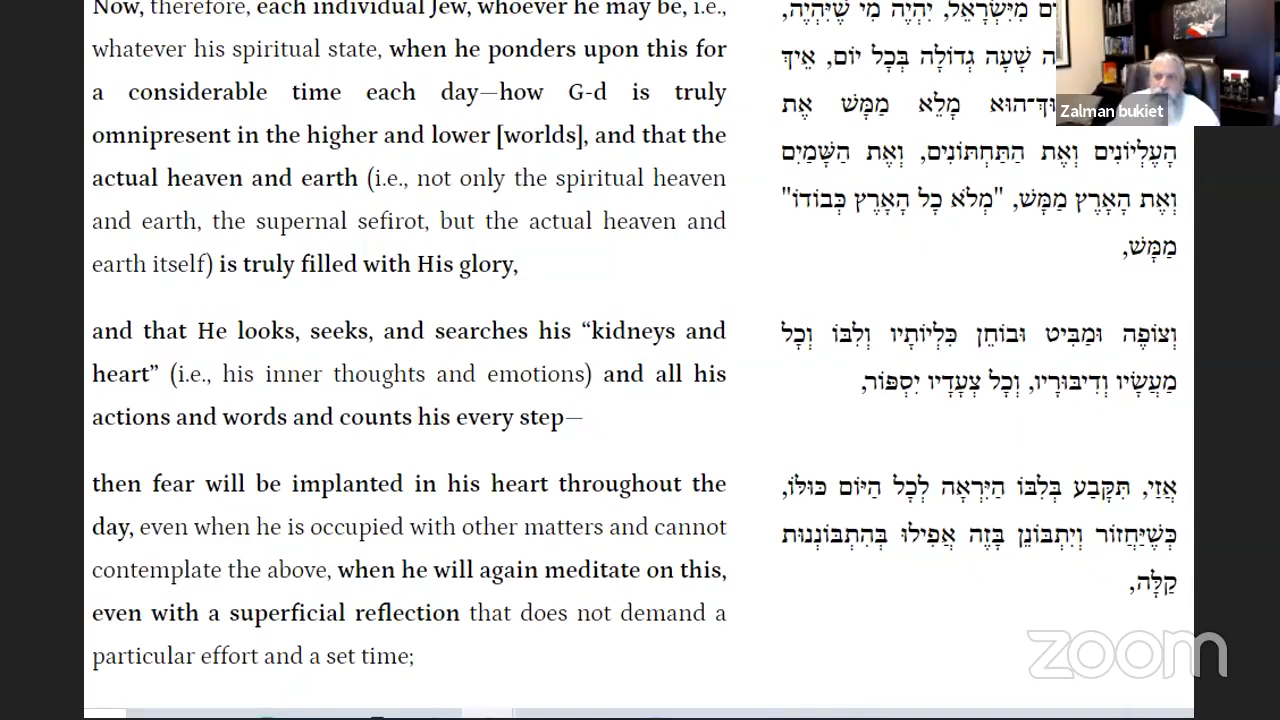 Now, therefore, each individual Jew, whoever he may be, i.e.,
whatever his spiritual state, when he ponders upon this for
a considerable time each day—how G-d is truly
omnipresent in the higher and lower [worlds], and that the
actual heaven and earth (i.e., not only the spiritual heaven
and earth, the supernal sefirot, but the actual heaven and
earth itself) is truly filled with His glory,
and that He looks, seeks, and searches his “kidneys and
heart” (i.e., his inner thoughts and emotions) and all his
actions and words and counts his every step—
then fear will be implanted in his heart throughout the
day, even when he is occupied with other matters and cannot
contemplate the above, when he will again meditate on this,
even with a superficial reflection that does not demand a
particular effort and a set time;
מִיִּשְׂרָאֵל, יִהְיֶה מִי שֶׁיִּהְיֶה,
שָׁעָה גְדוֹלָה בְּכָל יוֹם, אֵיךְ
הוּא מָלֵא מַמָּשׁ אֶת
הָעֶלְיוֹנִים וְאֶת הַתַּחְתּוֹנִים, וְאֶת הַשָּׁמַיִם
וְאֶת הָאָרֶץ מַמָּשׁ, "מְלֹא כָל הָאָרֶץ כְּבוֹדוֹ"
מַמָּשׁ,
וְצוֹפֶה וּמַבִּיט וּבוֹחֵן כִּלְיוֹתָיו וְלִבּוֹ וְכָל
מַעֲשָׂיו וְדִיבּוּרָיו, וְכָל צְעָדָיו יִסְפּוֹר,
אֲזַי, תִּקָּבַע בְּלִבּוֹ הַיִּרְאָה לְכָל הַיּוֹם כּוּלּוֹ,
כְּשֶׁיַּחֲזוֹר וְיִתְבּוֹנֵן בָּזֶה אֲפִילּוּ בְּהִתְבּוֹנְנוּת
קַלָּה,
Zalman bukiet
zoom